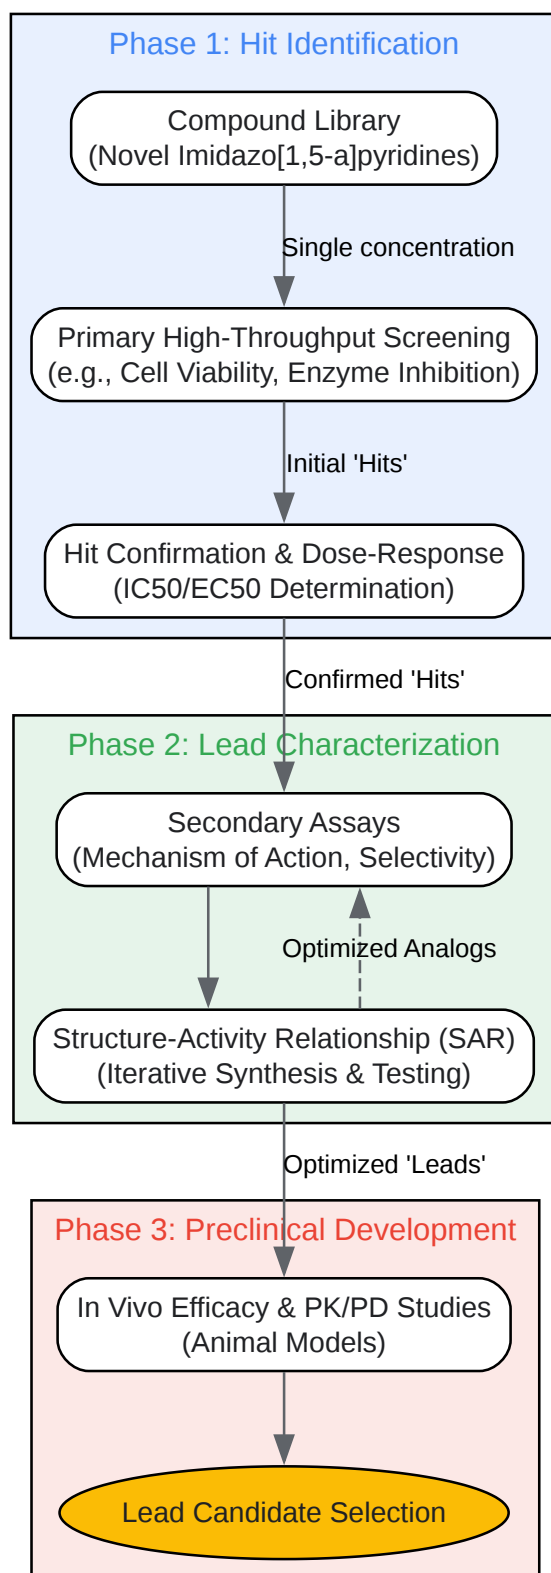 Phase 1: Hit Identification
Compound Library
(Novel Imidazo[1,5-a]pyridines)
Single concentration
Primary High-Throughput Screening
(e.g., Cell Viability, Enzyme Inhibition)
Initial 'Hits'
Hit Confirmation & Dose-Response
(IC50/EC50 Determination)
Confirmed 'Hits'
Phase 2: Lead Characterization
Secondary Assays
(Mechanism of Action, Selectivity)
Optimized Analogs
Structure-Activity Relationship (SAR)
(Iterative Synthesis & Testing)
Optimized 'Leads'
Phase 3: Preclinical Development
In Vivo Efficacy & PK/PD Studies
(Animal Models)
Lead Candidate Selection